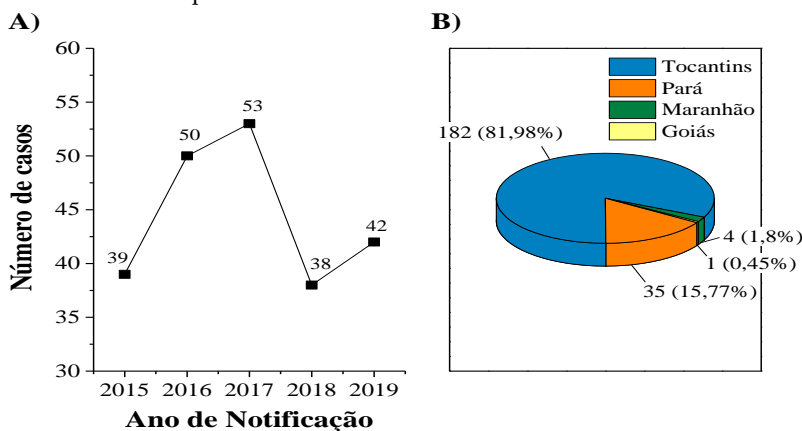 A)
60
55
50
45
40
35
30
Número de casos
39
50
53
38
42
2015 2016 2017 2018 2019
Ano de Notificação
B)
Tocantins
Pará
Maranhão
Goiás
182 (81,98%)
4 (1,8%)
1 (0,45%)
35 (15,77%)